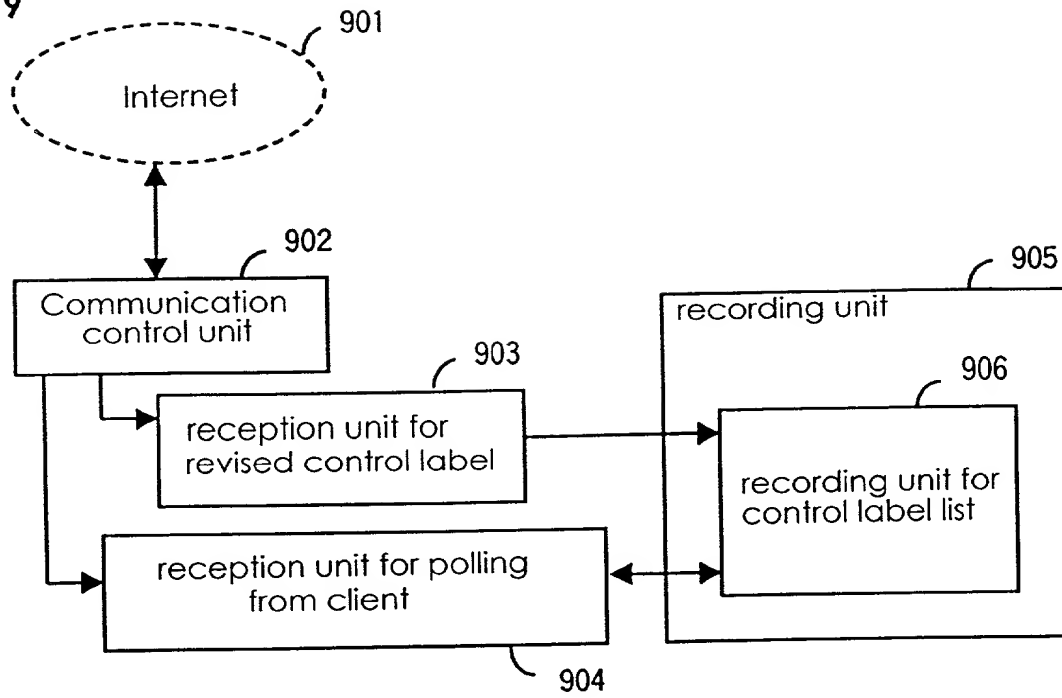 9
901
Internet
902
Communication
control unit
905
recording unit
903
906
reception unit for
revised control label
recording unit for
control label list
reception unit for polling
from client
904